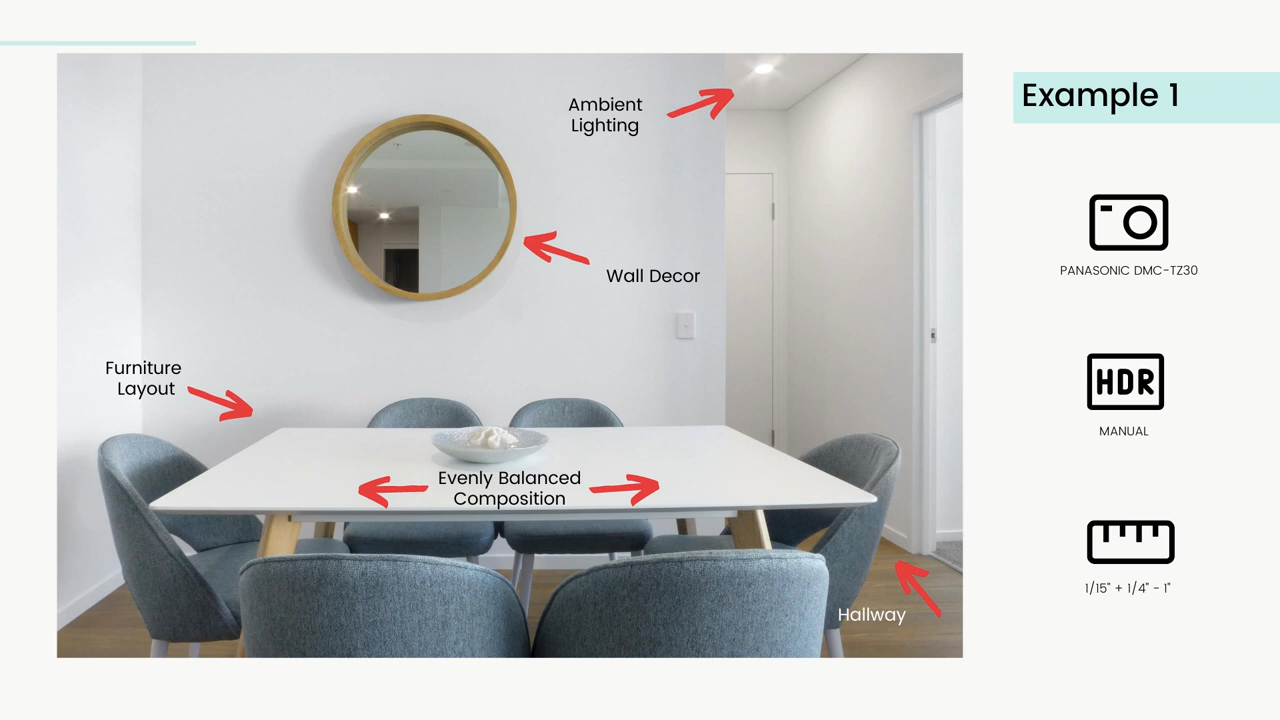 Example 1
Ambient
Lighting
Wall Decor
Furniture
Layout
Evenly Balanced
Composition
Hallway
PANASONIC DMC-TZ30
HDR
MANUAL
1/15" + 1/4" - 1"